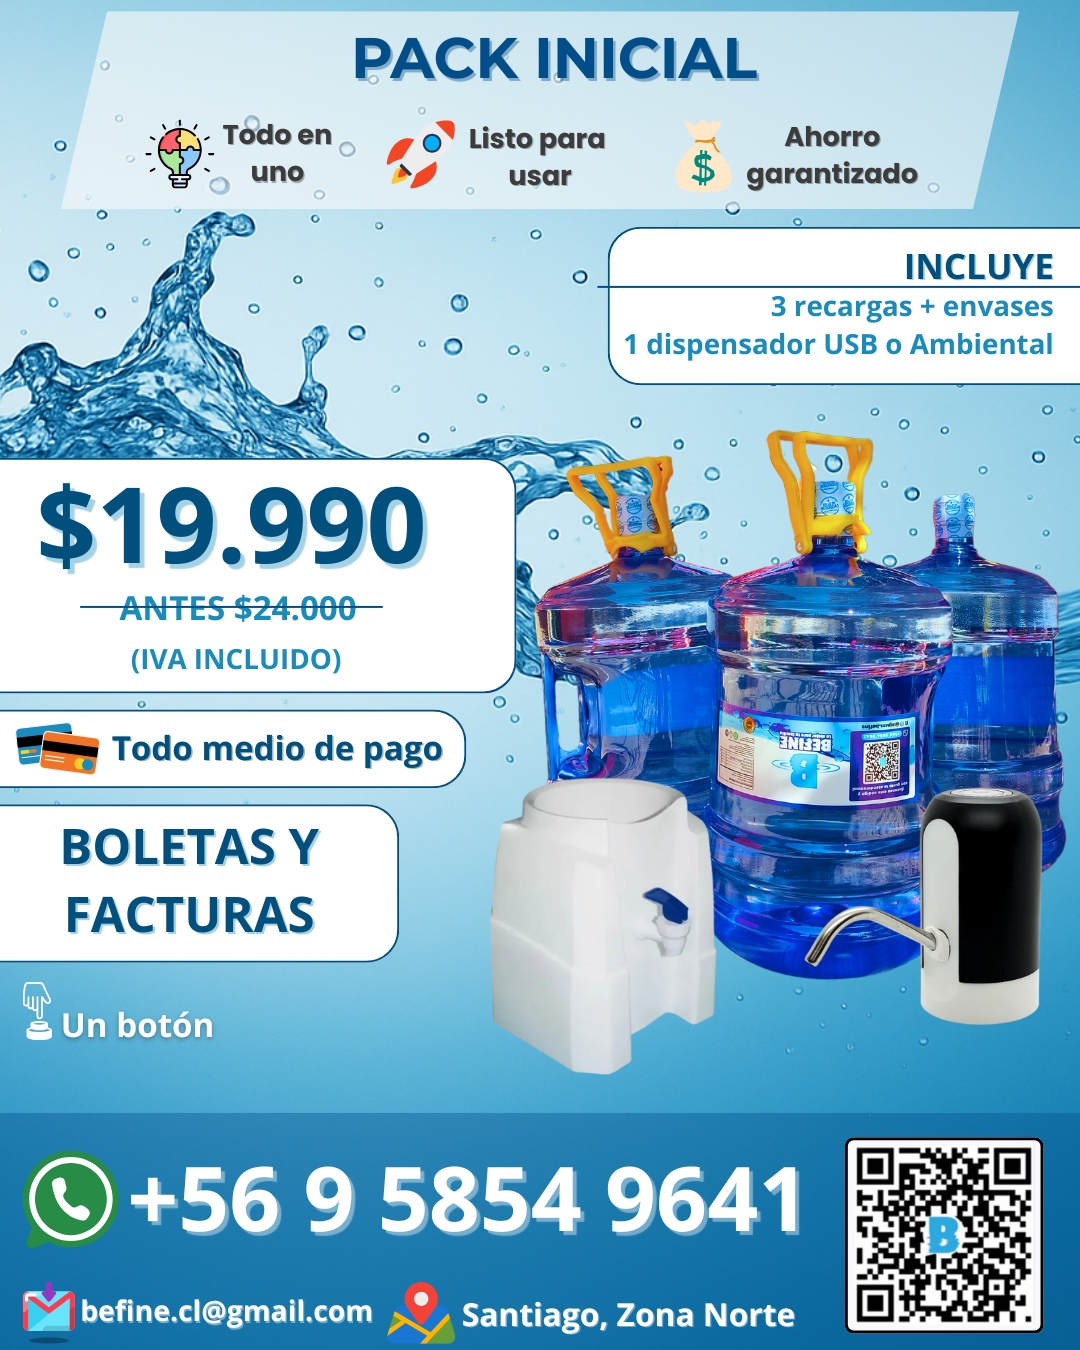 PACK INICIAL
Todo en
uno
Listo para
usar
Ahorro
garantizado
INCLUYE
3 recargas + envases
1 dispensador USB o Ambiental
$19.990
ANTES $24.000
(IVA INCLUIDO)
Todo medio de pago
BOLETAS Y
FACTURAS
Un botón
BEFINE
+56 9 5854 9641
befine.cl@gmail.com
Santiago, Zona Norte